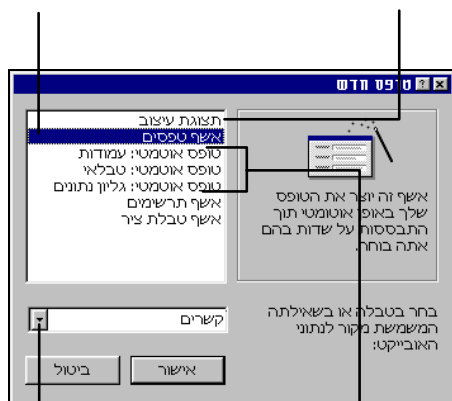 טופס חדש
תצוגת עיצוב
אשף טפסים
טופס אוטומטי: עמודות
טופס אוטומטי: טבלאי
טופס אוטומטי: גליון נתונים
אשף תרשימים
אשף טבלת ציר
אשף זה יוצר את הטופס
שלך באופן אוטומטי תוך
התבססות על שדות בהם
אתה בוחר.
בחר בטבלה או בשאילתה
המשמשת מקור לנתוני
האובייקט:
קשרים
אישור
ביטול